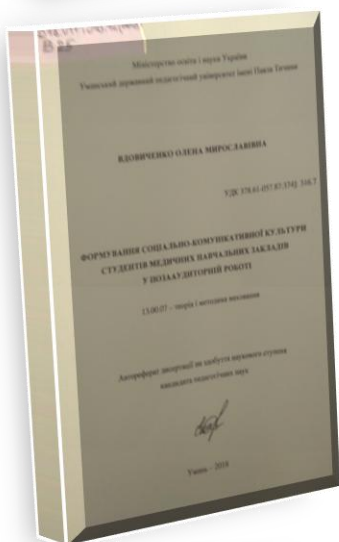 Міністерство освіти і науки України
Уманський державний педагогічний університет імені Павла Тичини
ВДОВИЧЕНКО ОЛЕНА МИРОСЛАВІВНА
УДК
ФОРМУВАННЯ СОЦІАЛЬНО-КОМУНІКАТИВНОЇ КУЛЬТУРИ
СТУДЕНТІВ МЕДИЧНИХ НАВЧАЛЬНИХ ЗАКЛАДІВ
У ПОЗААУДИТОРНІЙ РОБОТІ
13.00.07 – теорія і методика виховання
Автореферат дисертації на здобуття наукового ступеня
кандидата педагогічних наук
Умань – 2018